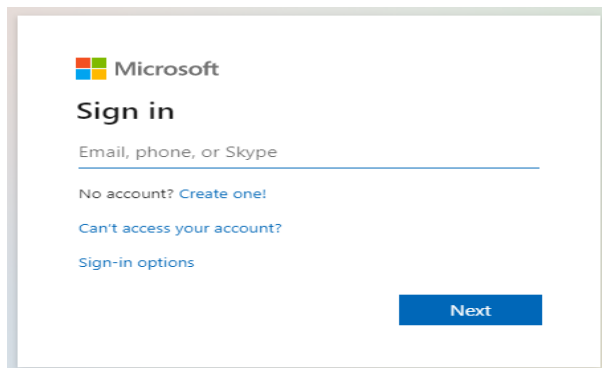 Microsoft
Sign in
Email, phone, or Skype
No account? Create one!
Can't access your account?
Sign-in options
Next